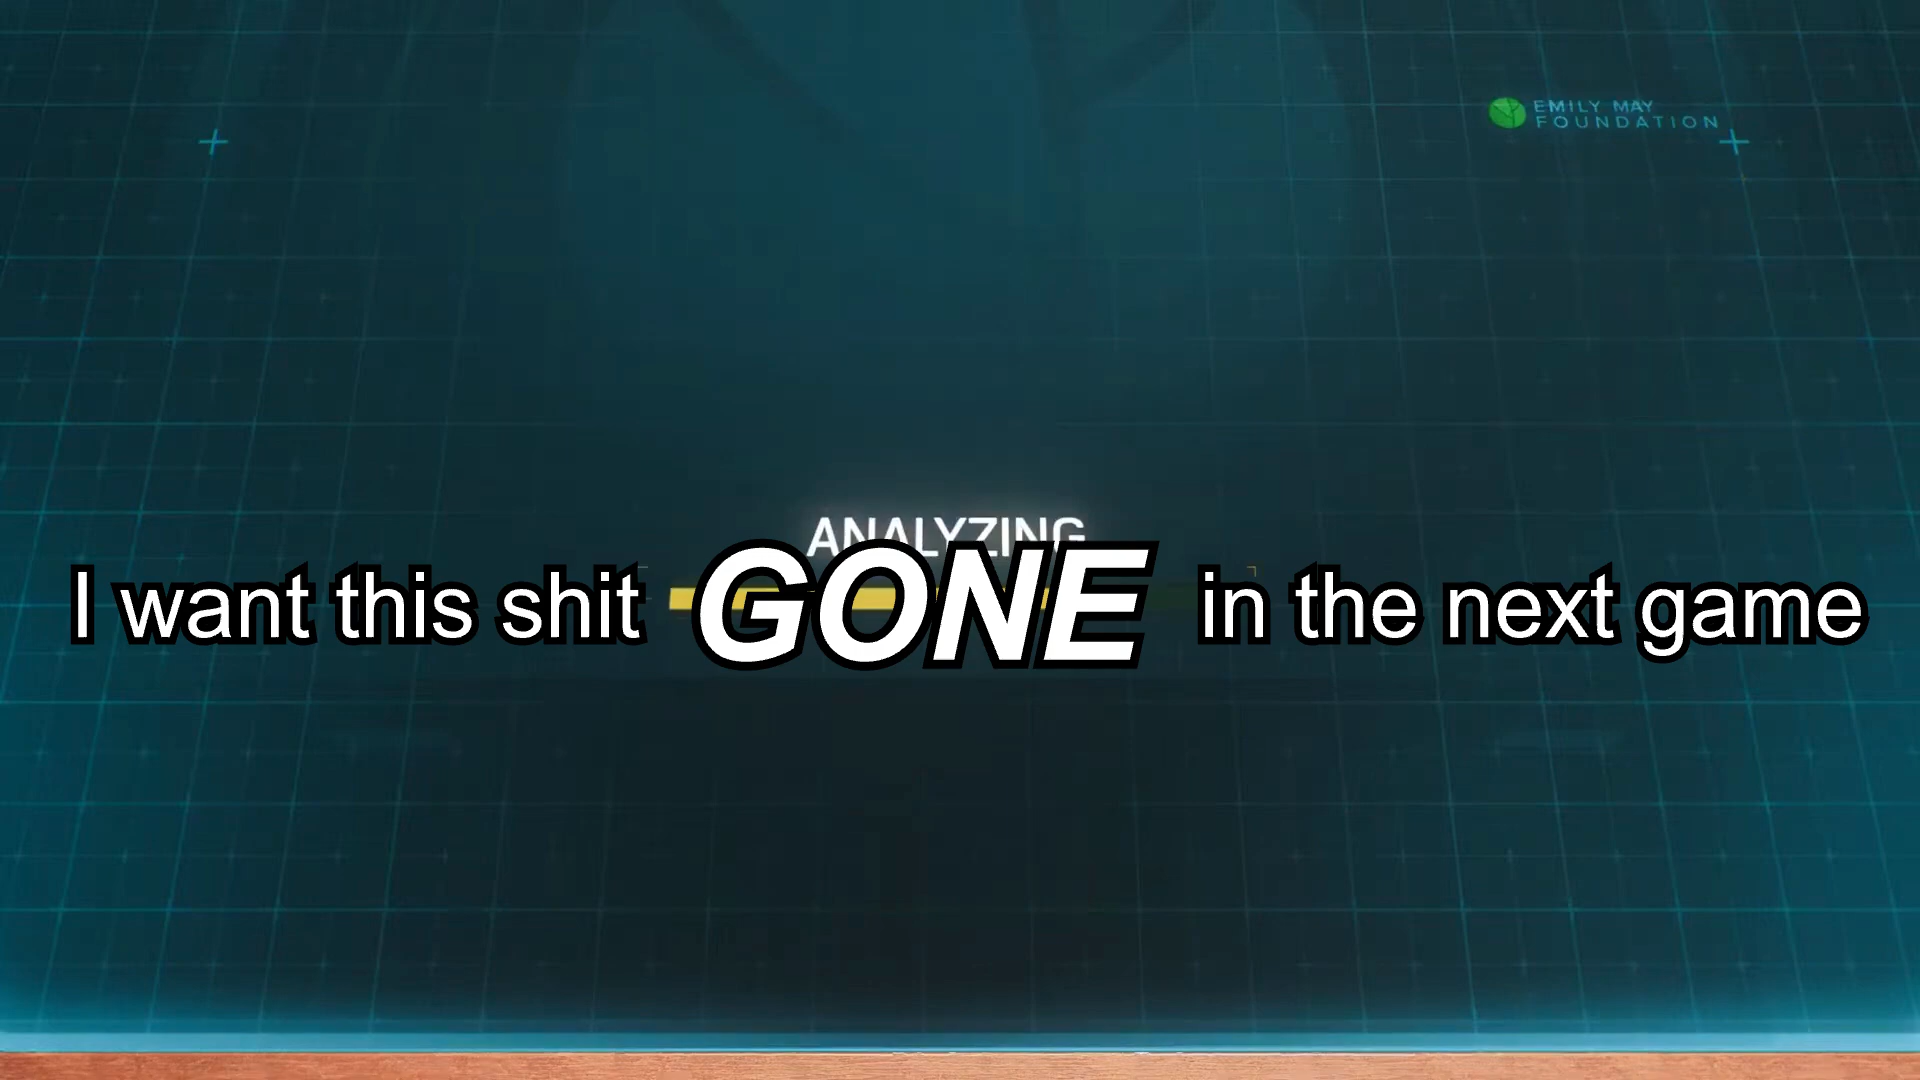 EMILY MAY
FOUNDATION
ANALYZING
I want this shit GONE in the next game